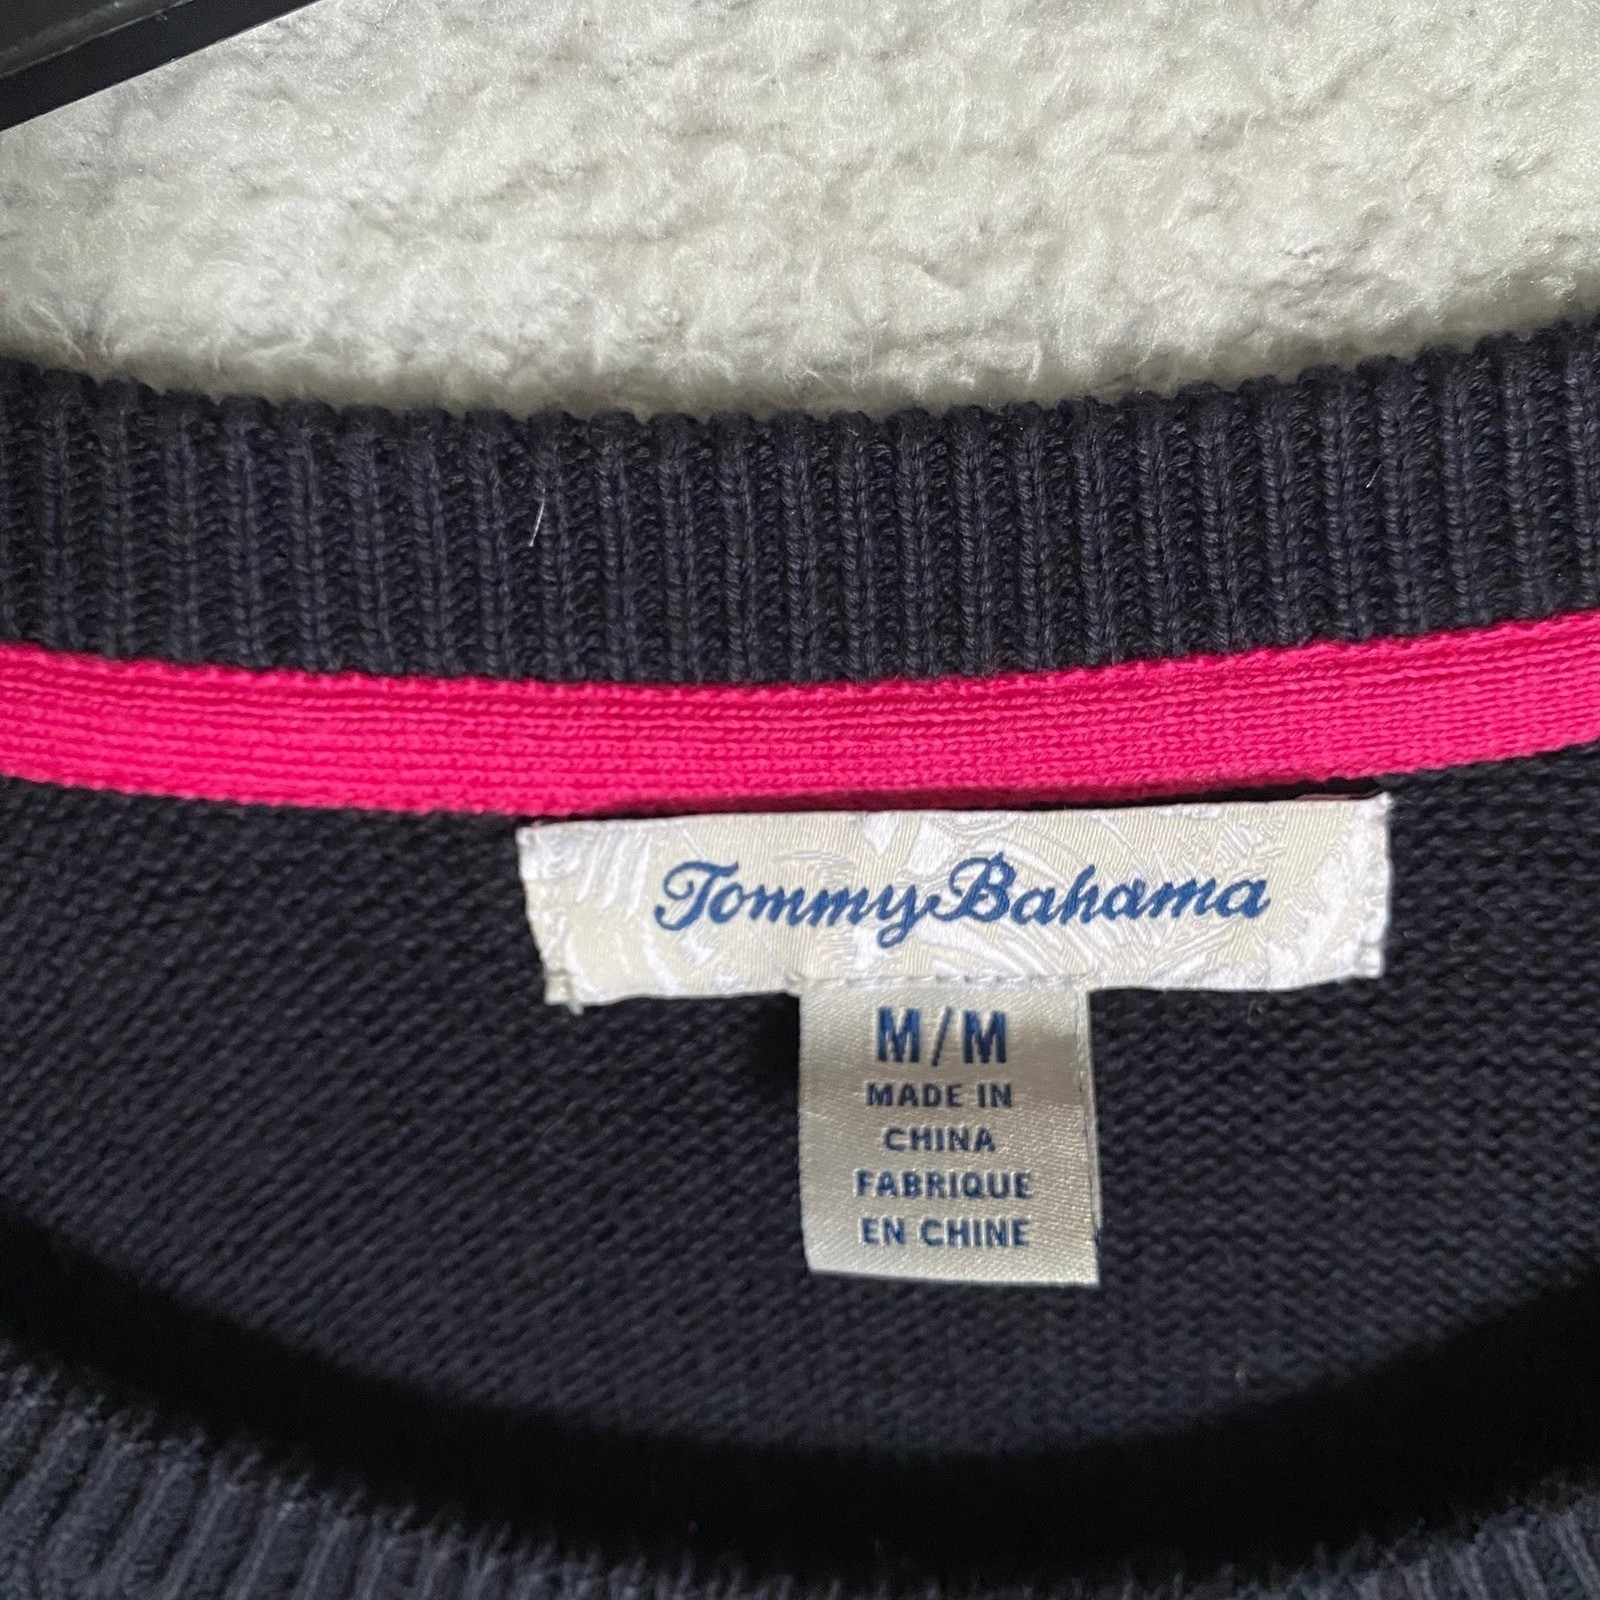 Tommy Bahama
M/M
MADE IN
CHINA
FABRIQUE
EN CHINE